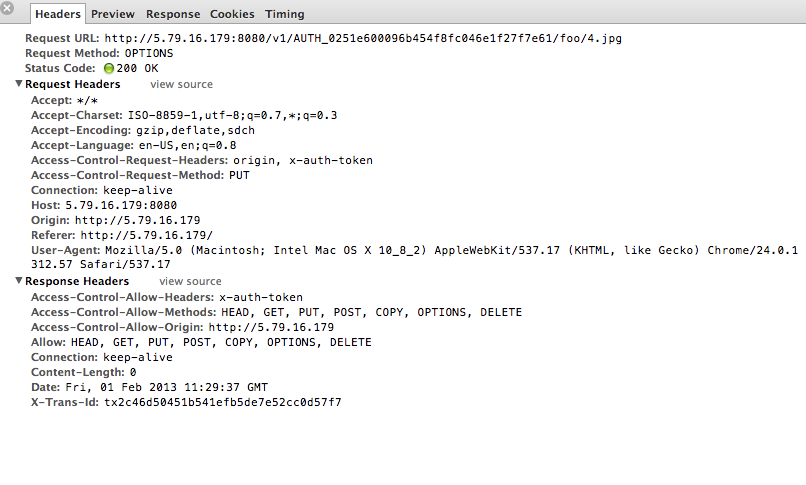 Headers Preview Response Cookies Timing
Request URL: http://5.79.16.179:8080/v1/AUTH_0251e600096b454f8fc046e1f27f7e61/foo/4.jpg
Request Method: OPTIONS
Status Code: 200 OK
Request Headers view source
Accept: */*
Accept-Charset: ISO-8859-1,utf-8;q=0.7,*;q=0.3
Accept-Encoding: gzip,deflate,sdch
Accept-Language: en-US,en;q=0.8
Access-Control-Request-Headers: origin, x-auth-token
Access-Control-Request-Method: PUT
Connection: keep-alive
Host: 5.79.16.179:8080
Origin: http://5.79.16.179
Referer: http://5.79.16.179/
User-Agent: Mozilla/5.0 (Macintosh; Intel Mac OS X 10_8_2) AppleWebKit/537.17 (KHTML, like Gecko) Chrome/24.0.1
312.57 Safari/537.17
Response Headers view source
Access-Control-Allow-Headers: x-auth-token
Access-Control-Allow-Methods: HEAD, GET, PUT, POST, COPY, OPTIONS, DELETE
Access-Control-Allow-Origin: http://5.79.16.179
Allow: HEAD, GET, PUT, POST, COPY, OPTIONS, DELETE
Connection: keep-alive
Content-Length: 0
Date: Fri, 01 Feb 2013 11:29:37 GMT
X-Trans-Id: tx2c46d50451b541efb5de7e52cc0d57f7